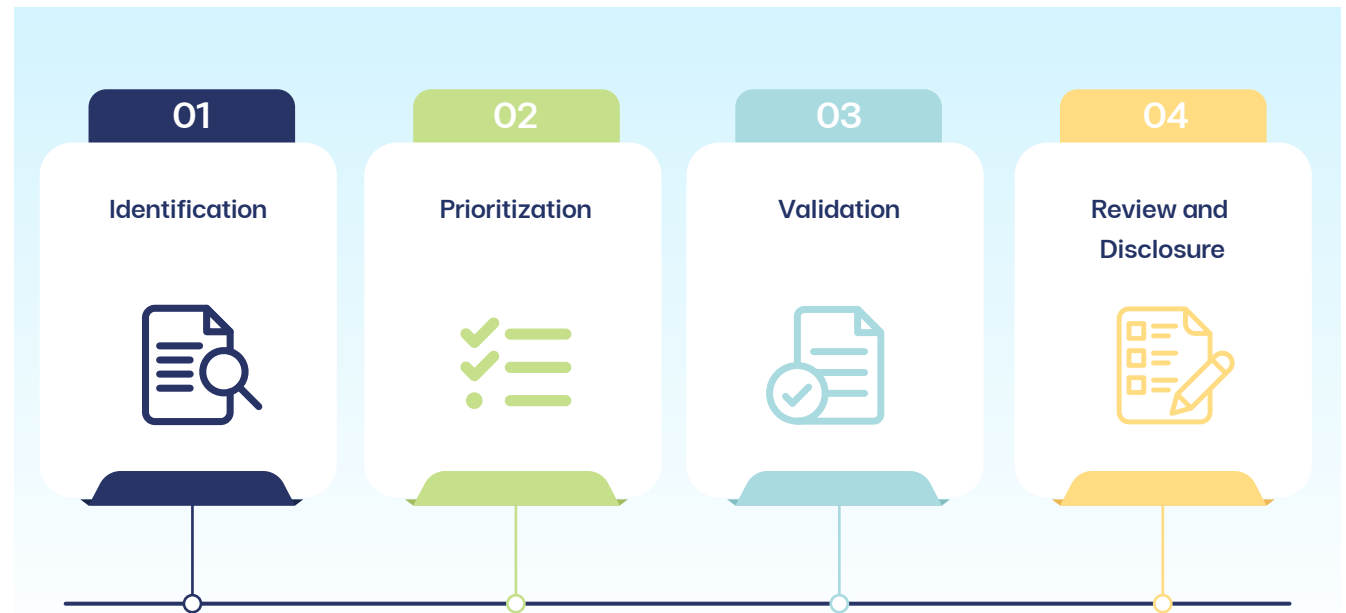 01
Identification
02
Prioritization
03
Validation
04
Review and
Disclosure